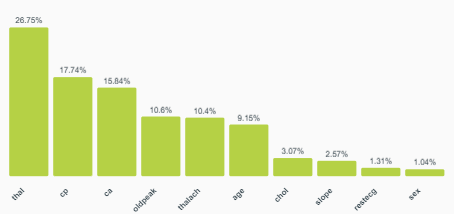 26.75%
17.74%
15.84%
10.6%
10.4%
9.15%
3.07%
2.57%
1.31%
1.04%
thal
cp
ca
oldpeak
thalach
age
chol
slope
restecg
sex